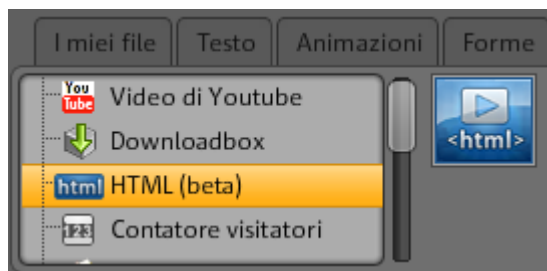 I miei file Testo Animazioni Forme
You Tube Video di Youtube
Downloadbox
<html>
html HTML (beta)
123 Contatore visitatori